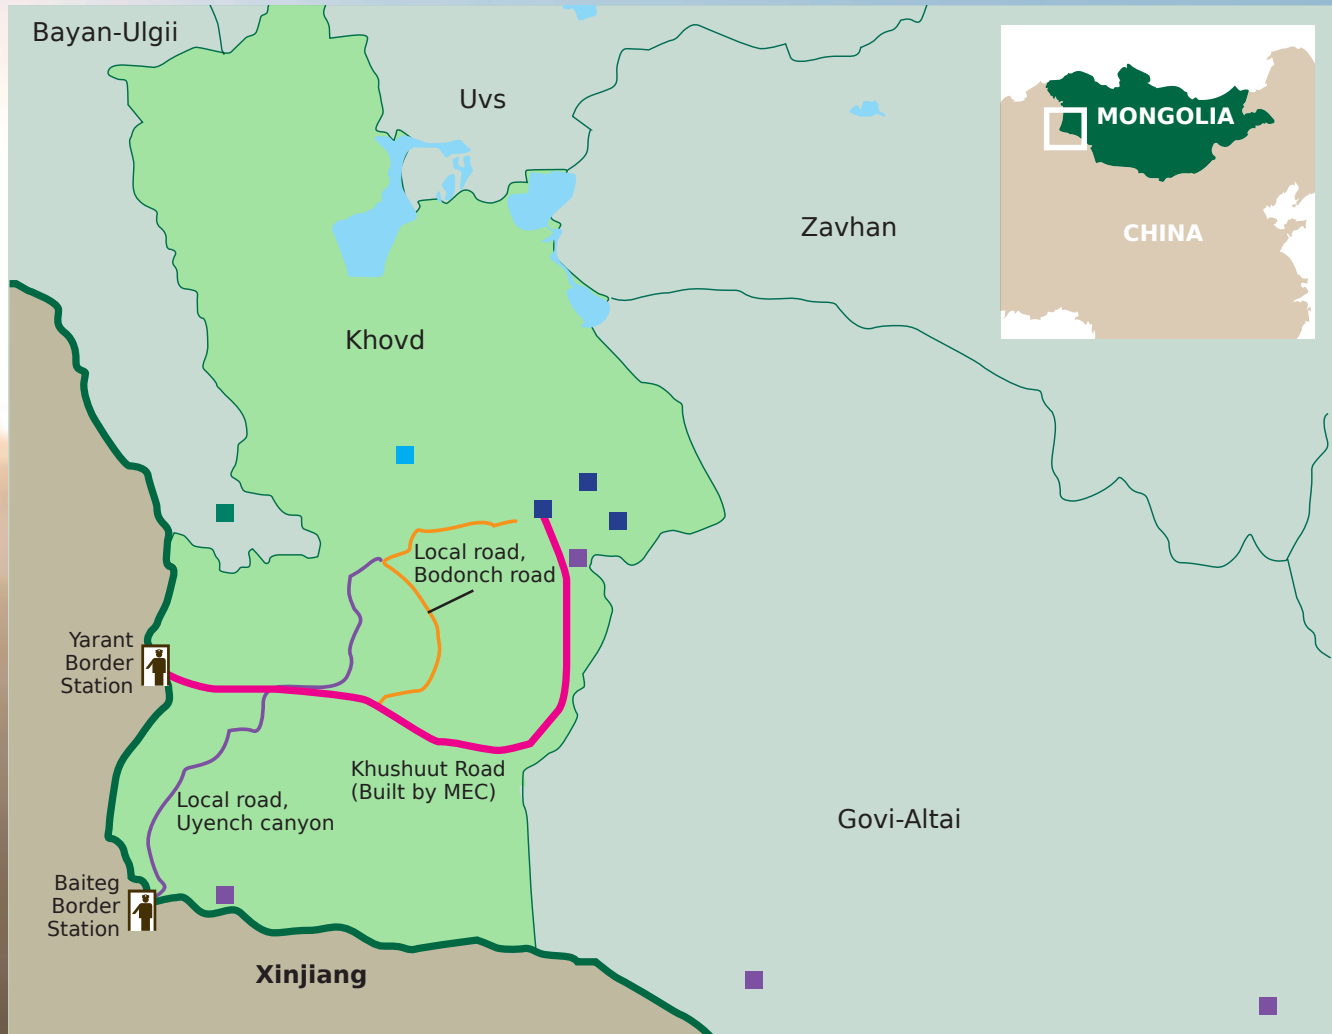 Bayan-Ulgii
Uvs
MONGOLIA
Zavhan
CHINA
Khovd
Local road,
Bodonch road
Yarant
Border
Station
Khushuut Road
(Built by MEC)
Local road,
Uyench canyon
Govi-Altai
Baiteg
Border
Station
Xinjiang